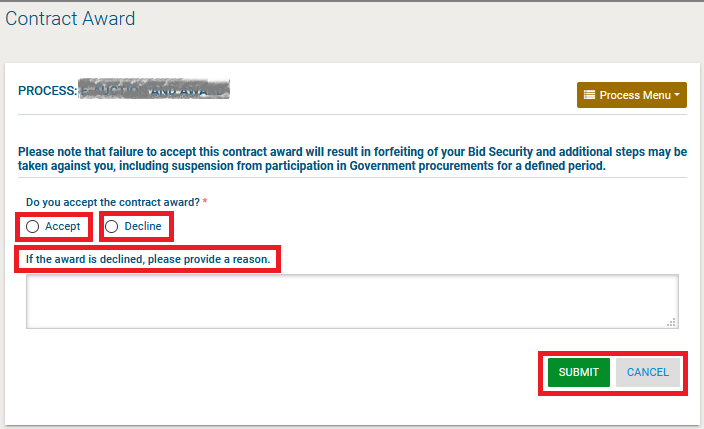 Contract Award
PROCESS:
Process Menu
Please note that failure to accept this contract award will result in forfeiting of your Bid Security and additional steps may be
taken against you, including suspension from participation in Government procurements for a defined period.
Do you accept the contract award? *
Accept Decline
If the award is declined, please provide a reason.
SUBMIT CANCEL